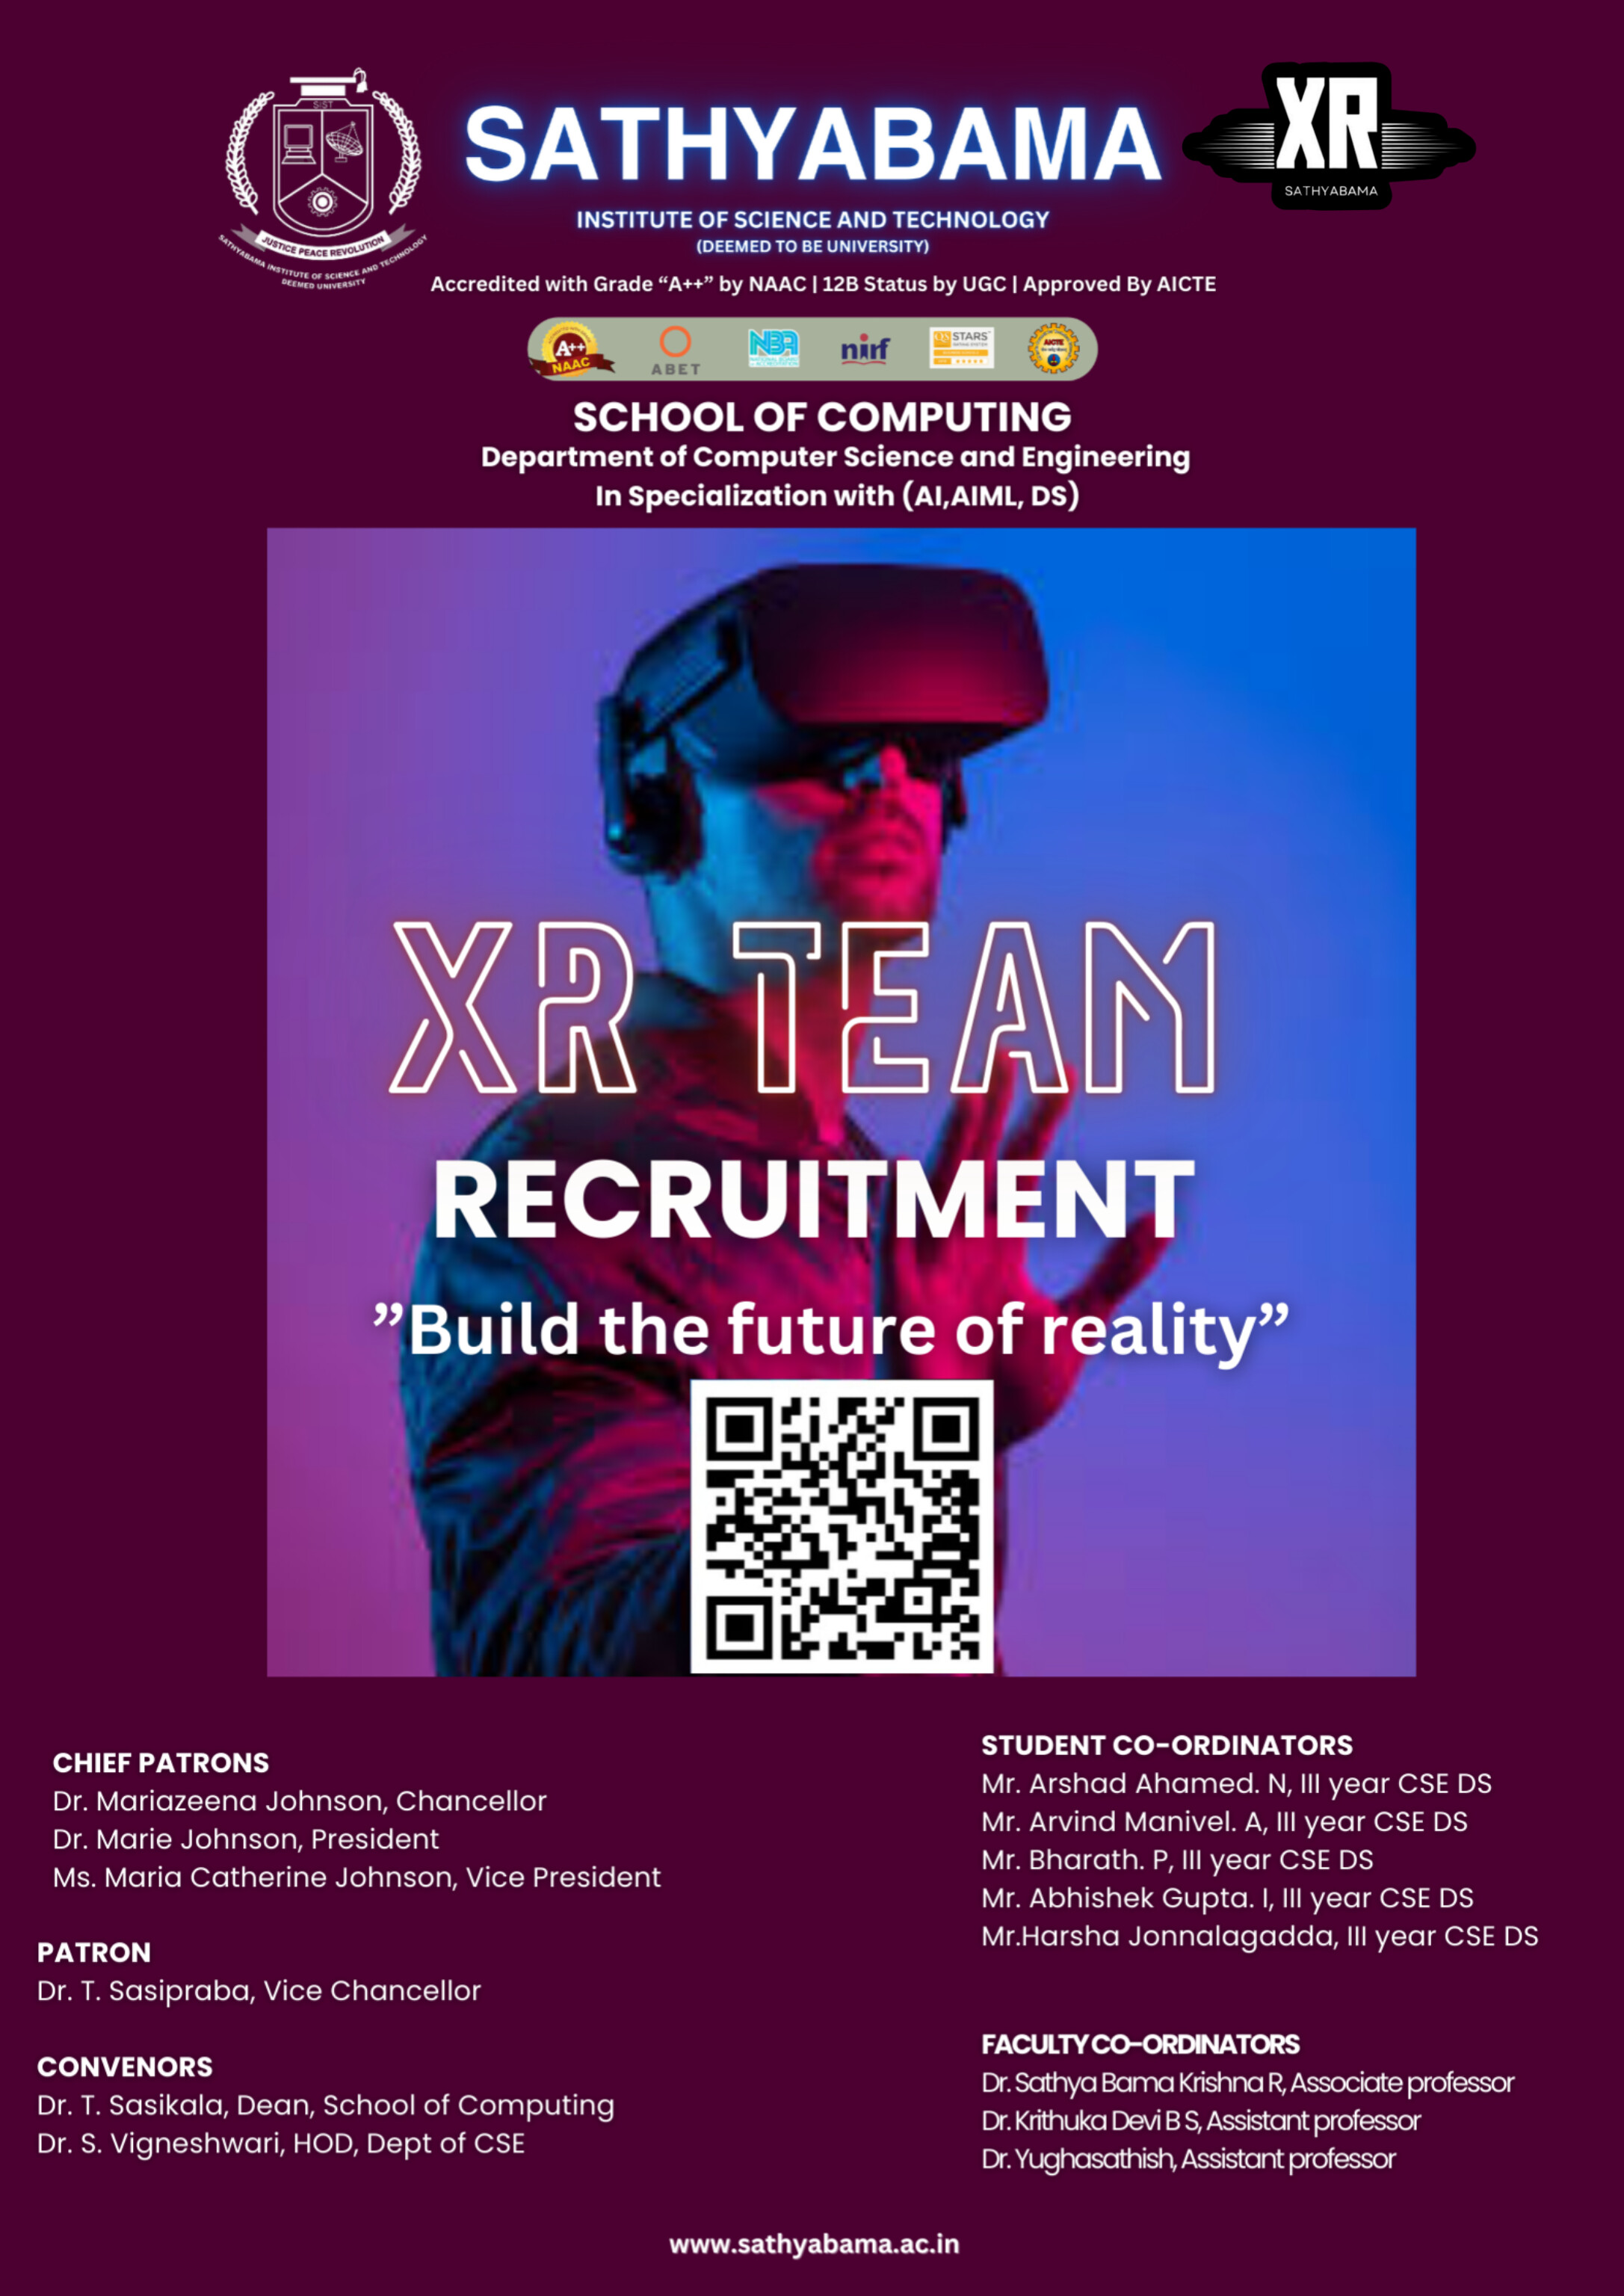 SIST
JUSTICE PEACE REVOLUTION
SATHYABAMA INSTITUTE OF SCIENCE AND TECHNOLOGY
DEEMED UNIVERSITY
SATHYABAMA
XR
SATHYABAMA
INSTITUTE OF SCIENCE AND TECHNOLOGY
(DEEMED TO BE UNIVERSITY)
Accredited with Grade “A++” by NAAC | 12B Status by UGC | Approved By AICTE
A++
NAAC
ABET
NBA
nirf
QS STARS
AICTE
SCHOOL OF COMPUTING
Department of Computer Science and Engineering
In Specialization with (AI,AIML, DS)
XR TEAM
RECRUITMENT
”Build the future of reality”
CHIEF PATRONS
Dr. Mariazeena Johnson, Chancellor
Dr. Marie Johnson, President
Ms. Maria Catherine Johnson, Vice President
PATRON
Dr. T. Sasipraba, Vice Chancellor
CONVENORS
Dr. T. Sasikala, Dean, School of Computing
Dr. S. Vigneshwari, HOD, Dept of CSE
STUDENT CO-ORDINATORS
Mr. Arshad Ahamed. N, III year CSE DS
Mr. Arvind Manivel. A, III year CSE DS
Mr. Bharath. P, III year CSE DS
Mr. Abhishek Gupta. I, III year CSE DS
Mr.Harsha Jonnalagadda, III year CSE DS
FACULTY CO-ORDINATORS
Dr. Sathya Bama Krishna R, Associate professor
Dr. Krithuka Devi B S, Assistant professor
Dr. Yughasathish, Assistant professor
www.sathyabama.ac.in